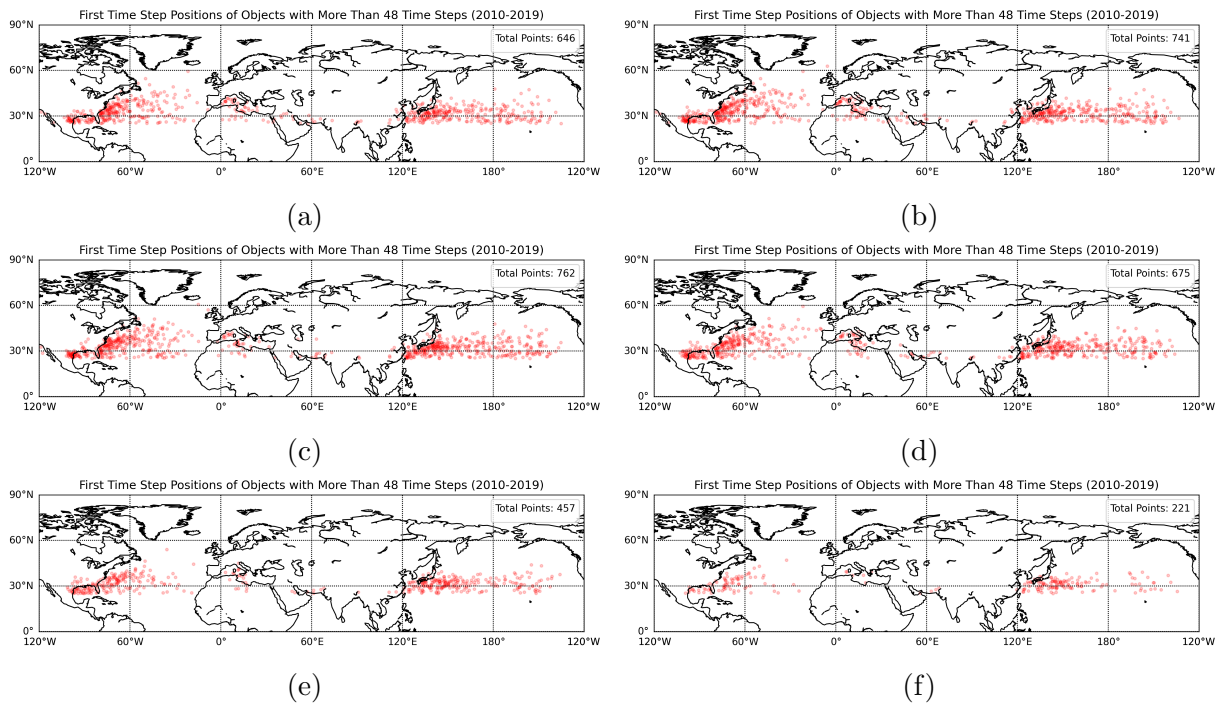 First Time Step Positions of Objects with More Than 48 Time Steps (2010-2019)
90°N
60°N
30°N
0°
Total Points: 646
120°W 60°W 0° 60°E 120°E 180° 120°W
(a)
First Time Step Positions of Objects with More Than 48 Time Steps (2010-2019)
90°N
60°N
30°N
0°
Total Points: 741
120°W 60°W 0° 60°E 120°E 180° 120°W
(b)
First Time Step Positions of Objects with More Than 48 Time Steps (2010-2019)
90°N
60°N
30°N
0°
Total Points: 762
120°W 60°W 0° 60°E 120°E 180° 120°W
(c)
First Time Step Positions of Objects with More Than 48 Time Steps (2010-2019)
90°N
60°N
30°N
0°
Total Points: 675
120°W 60°W 0° 60°E 120°E 180° 120°W
(d)
First Time Step Positions of Objects with More Than 48 Time Steps (2010-2019)
90°N
60°N
30°N
0°
Total Points: 457
120°W 60°W 0° 60°E 120°E 180° 120°W
(e)
First Time Step Positions of Objects with More Than 48 Time Steps (2010-2019)
90°N
60°N
30°N
0°
Total Points: 221
120°W 60°W 0° 60°E 120°E 180° 120°W
(f)